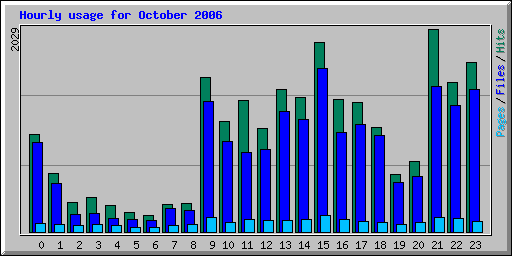 Hourly usage for October 2006
2029
Pages / Files / Hits
0 1 2 3 4 5 6 7 8 9 10 11 12 13 14 15 16 17 18 19 20 21 22 23